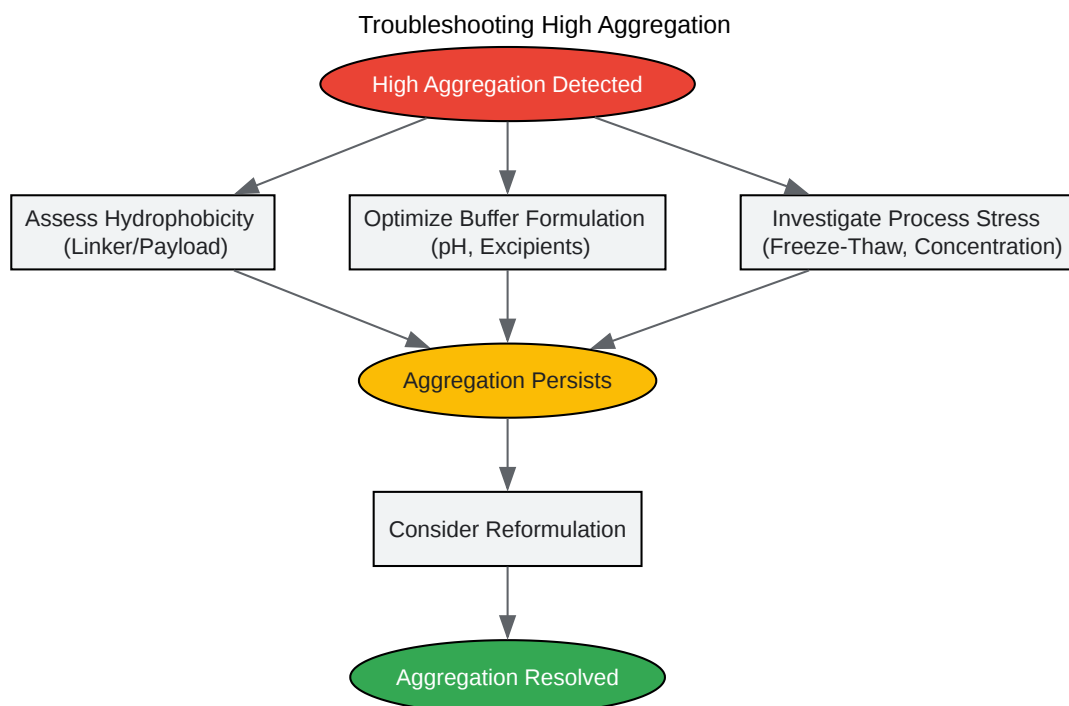 Troubleshooting High Aggregation
High Aggregation Detected
Assess Hydrophobicity
(Linker/Payload)
Optimize Buffer Formulation
(pH, Excipients)
Investigate Process Stress
(Freeze-Thaw, Concentration)
Aggregation Persists
Consider Reformulation
Aggregation Resolved